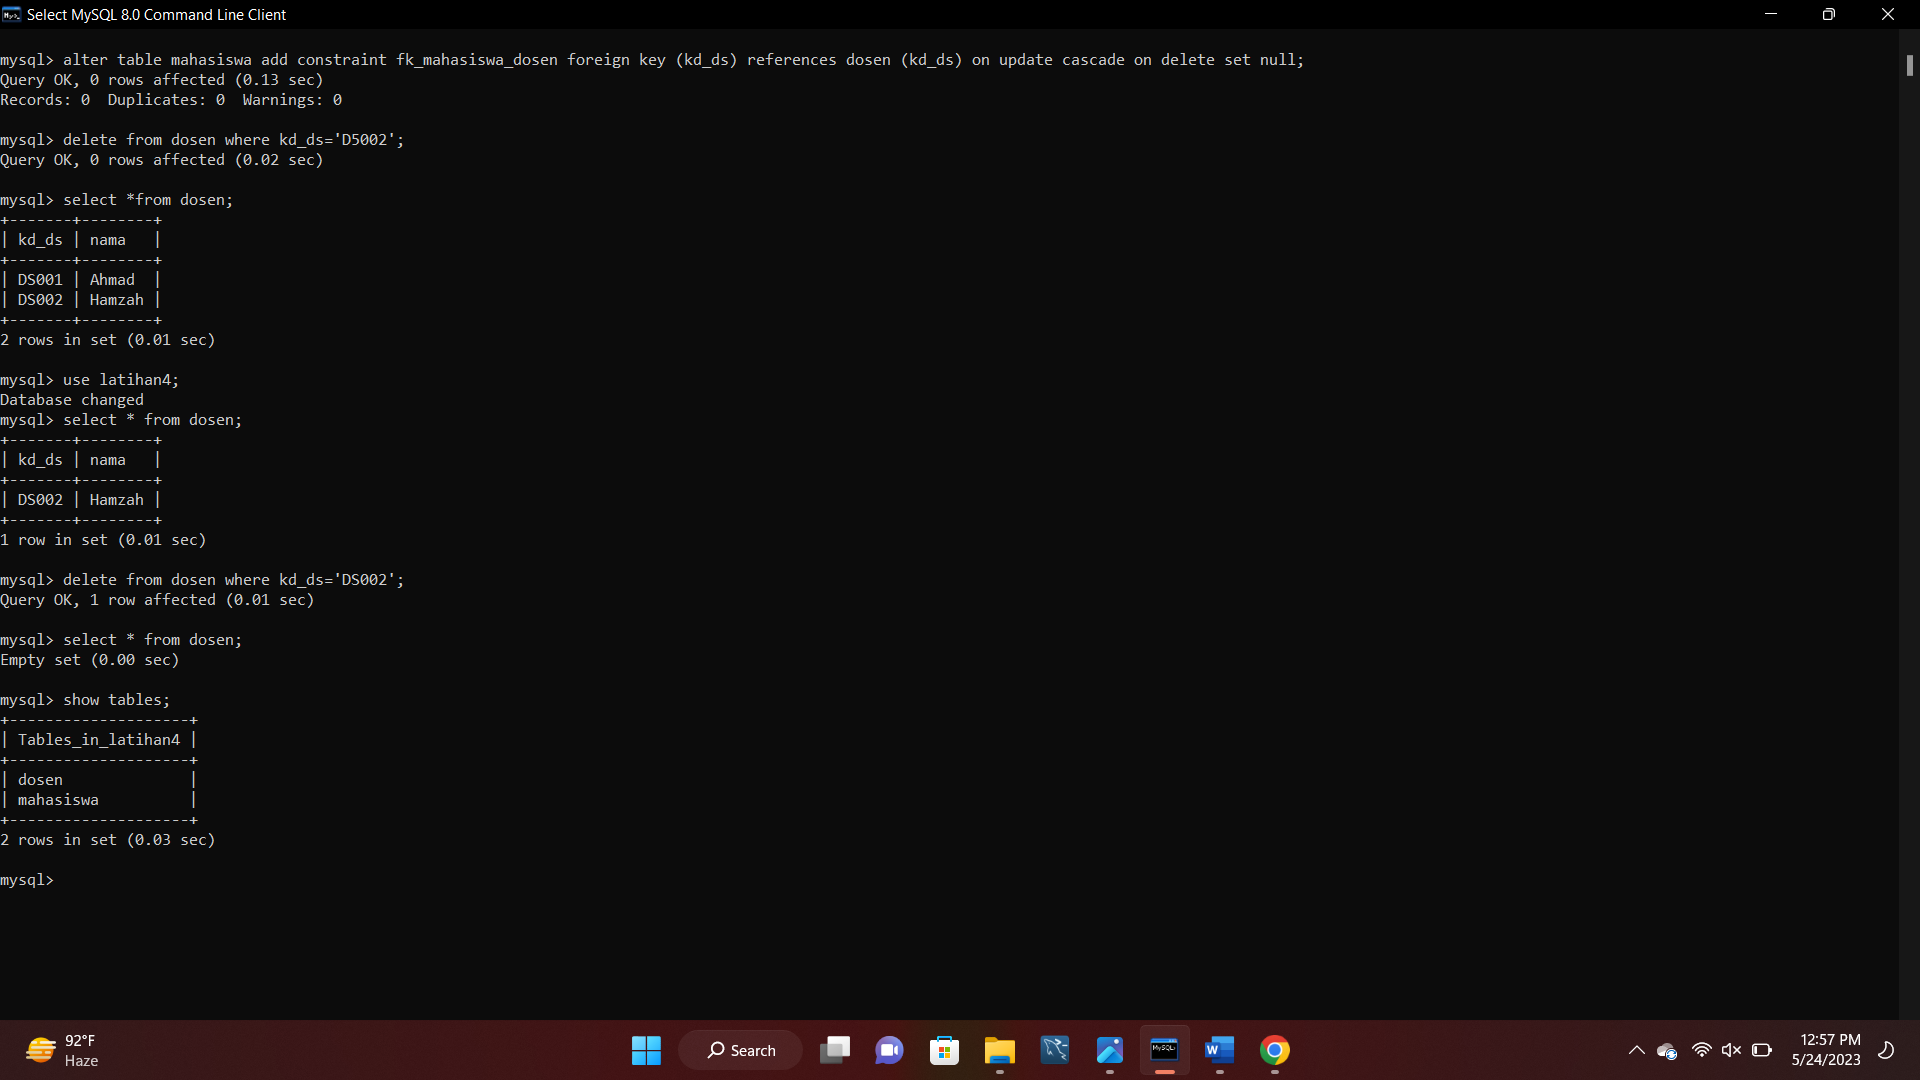 Select MySQL 8.0 Command Line Client
mysql> alter table mahasiswa add constraint fk_mahasiswa_dosen foreign key (kd_ds) references dosen (kd_ds) on update cascade on delete set null;
Query OK, 0 rows affected (0.13 sec)
Records: 0  Duplicates: 0  Warnings: 0
mysql> delete from dosen where kd_ds='D5002';
Query OK, 0 rows affected (0.02 sec)
mysql> select *from dosen;
+-------+--------+
| kd_ds | nama   |
+-------+--------+
| DS001 | Ahmad  |
| DS002 | Hamzah |
+-------+--------+
2 rows in set (0.01 sec)
mysql> use latihan4;
Database changed
mysql> select * from dosen;
+-------+--------+
| kd_ds | nama   |
+-------+--------+
| DS002 | Hamzah |
+-------+--------+
1 row in set (0.01 sec)
mysql> delete from dosen where kd_ds='DS002';
Query OK, 1 row affected (0.01 sec)
mysql> select * from dosen;
Empty set (0.00 sec)
mysql> show tables;
+--------------------+
| Tables_in_latihan4 |
+--------------------+
| dosen              |
| mahasiswa          |
+--------------------+
2 rows in set (0.03 sec)
mysql>
92°F
Haze
Search
MySQL
W
12:57 PM
5/24/2023